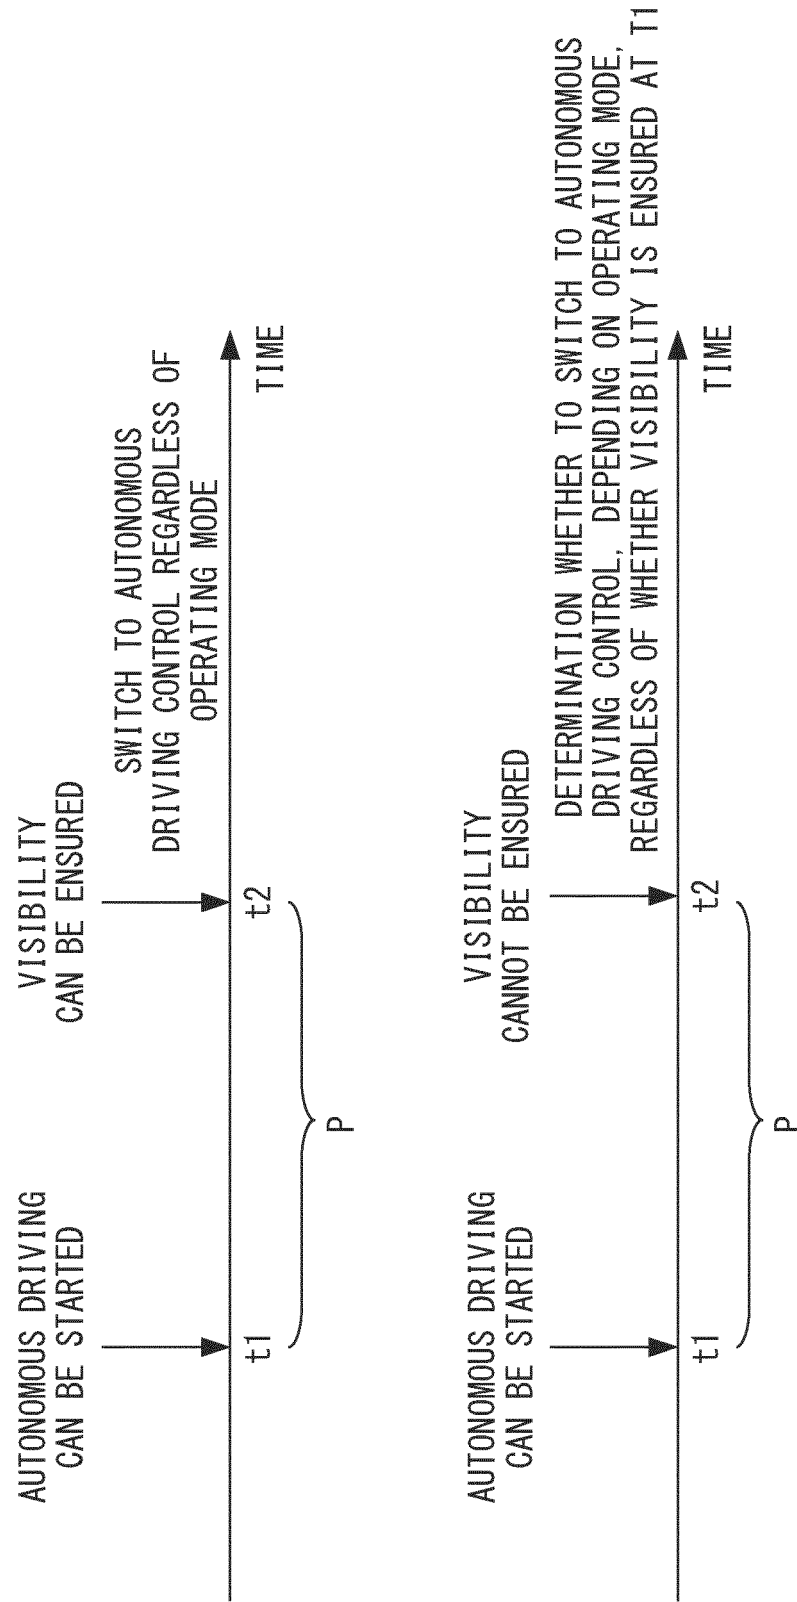 AUTONOMOUS DRIVING
CAN BE STARTED
VISIBILITY
CAN BE ENSURED
SWITCH TO AUTONOMOUS
DRIVING CONTROL REGARDLESS OF
OPERATING MODE
t1
t2
TIME
P
AUTONOMOUS DRIVING
CAN BE STARTED
VISIBILITY
CANNOT BE ENSURED
DETERMINATION WHETHER TO SWITCH TO AUTONOMOUS
DRIVING CONTROL, DEPENDING ON OPERATING MODE,
REGARDLESS OF WHETHER VISIBILITY IS ENSURED AT T1
t1
t2
TIME
P